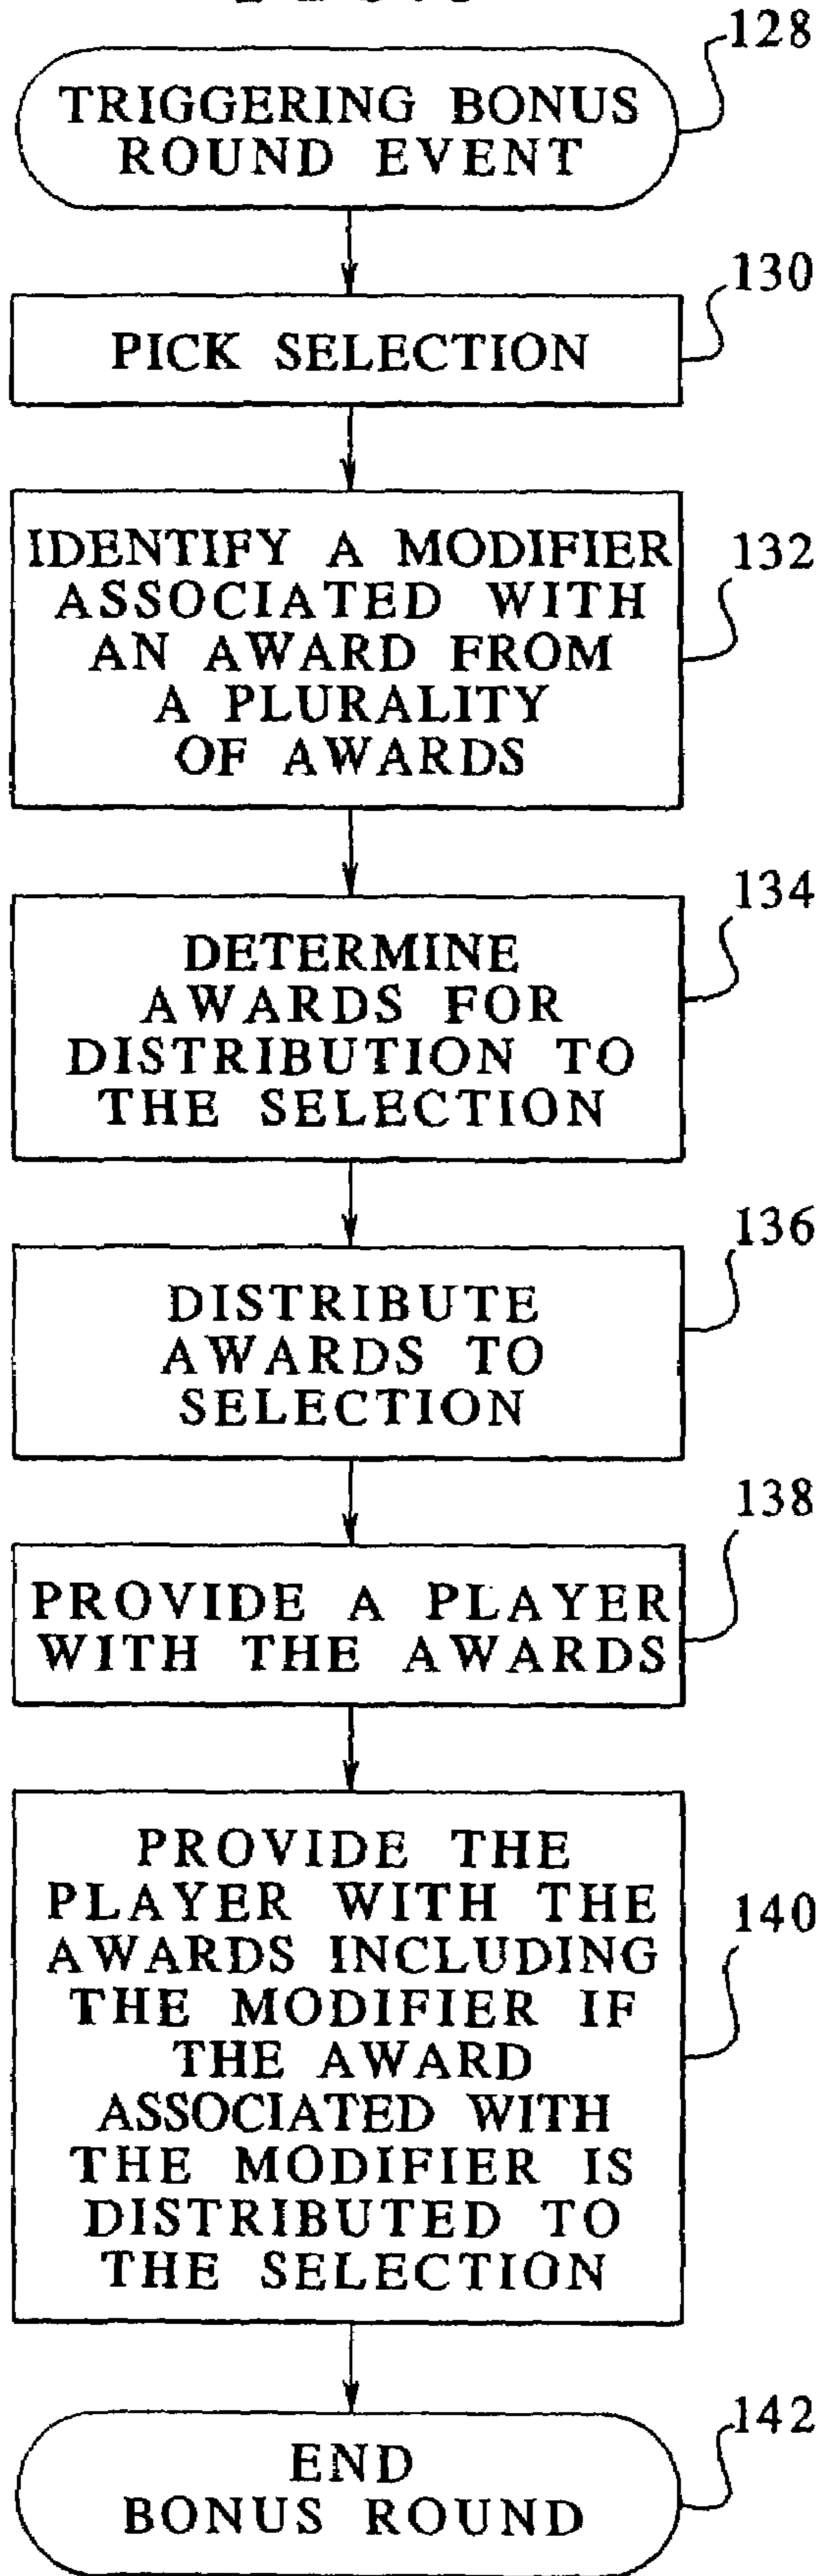 128
TRIGGERING BONUS
ROUND EVENT
130
PICK SELECTION
132
IDENTIFY A MODIFIER
ASSOCIATED WITH
AN AWARD FROM
A PLURALITY
OF AWARDS
134
DETERMINE
AWARDS FOR
DISTRIBUTION TO
THE SELECTION
136
DISTRIBUTE
AWARDS TO
SELECTION
138
PROVIDE A PLAYER
WITH THE AWARDS
140
PROVIDE THE
PLAYER WITH THE
AWARDS INCLUDING
THE MODIFIER IF
THE AWARD
ASSOCIATED WITH
THE MODIFIER IS
DISTRIBUTED TO
THE SELECTION
142
END
BONUS ROUND